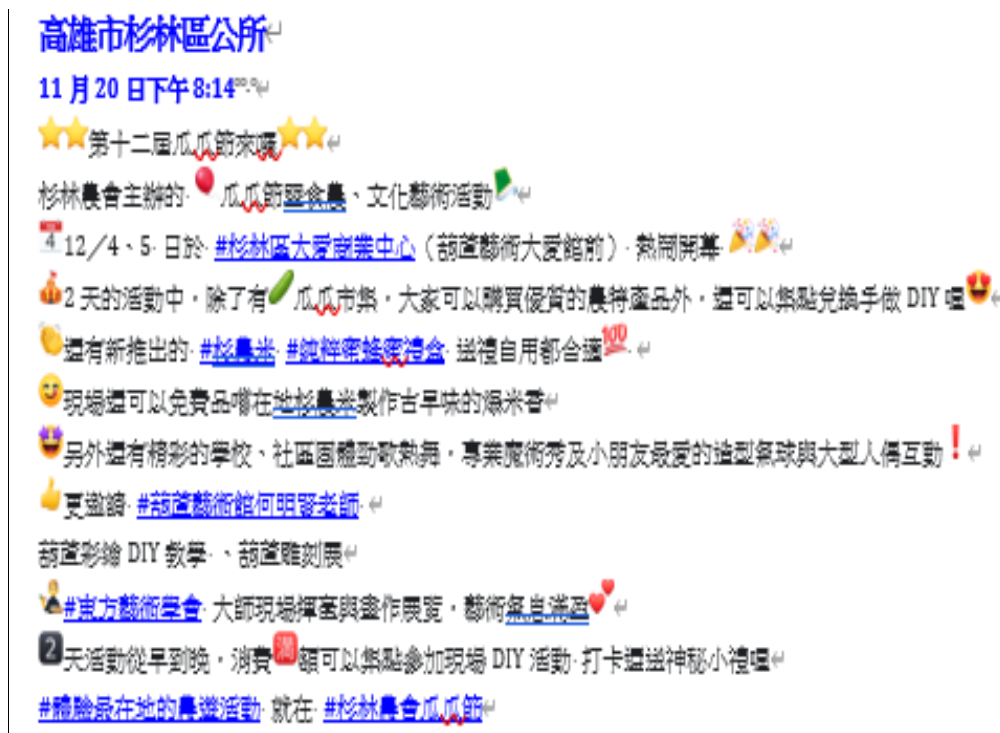 高雄市杉林區公所
11 月 20 日下午 8:14
⭐⭐第十二屆瓜瓜節來囉⭐⭐
杉林農會主辦的 🎈瓜瓜節暨食農、文化藝術活動
📅12／4、5 日於 #杉林區大愛商業中心（葫蘆藝術大愛館前） 熱鬧開幕 🎉🎉
🎪2 天的活動中，除了有🥒瓜瓜市集，大家可以購買優質的農特產品外，還可以集點兌換手做 DIY 喔😍
👏還有新推出的 #杉農米 #純粹蜜蜂蜜禮盒 送禮自用都合適💯
😊現場還可以免費品嚐在地杉農米製作古早味的爆米香
🤩另外還有精彩的學校、社區團體勁歌熱舞，專業魔術秀及小朋友最愛的造型氣球與大型人偶互動❗
👍更邀請 #葫蘆藝術館何明賢老師
葫蘆彩繪 DIY 教學 、葫蘆雕刻展
#東方藝術學會 大師現場揮毫與畫作展覽，藝術氣息滿盈💕
2️⃣天活動從早到晚，消費🈵額可以集點參加現場 DIY 活動 打卡還送神秘小禮喔
#體驗最在地的農遊活動 就在 #杉林農會瓜瓜節